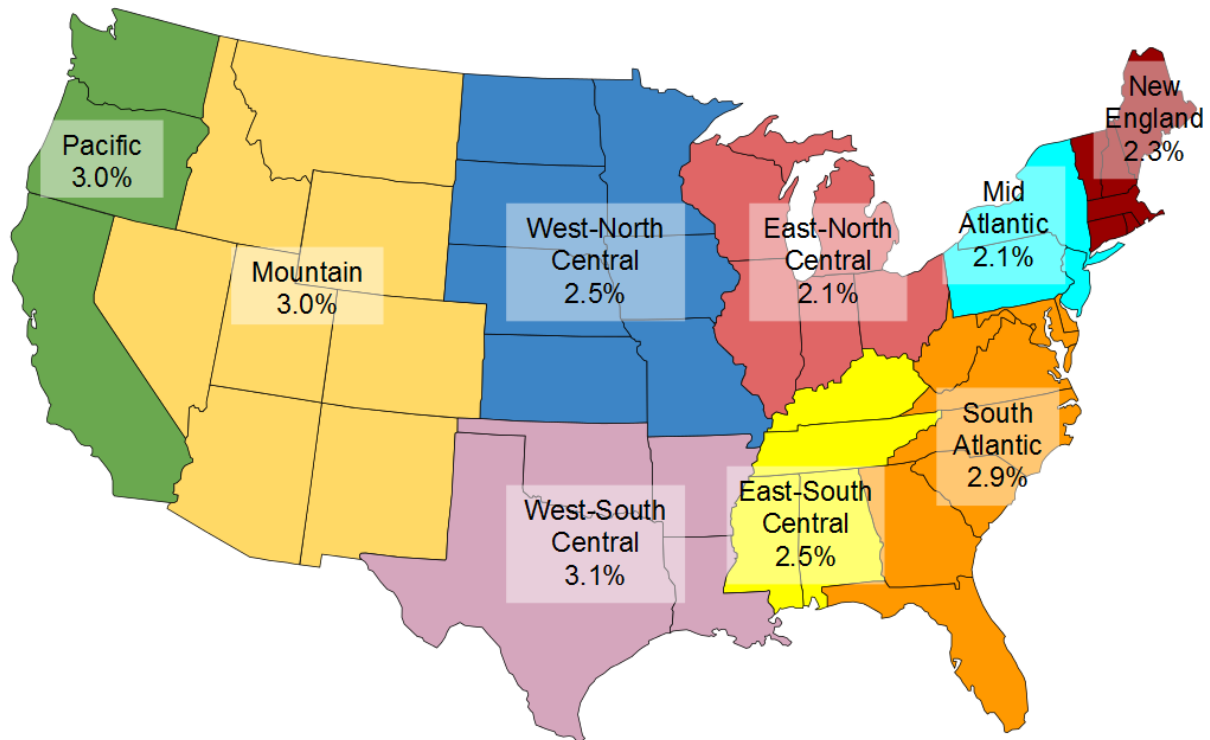 New
England
2.3%
Pacific
3.0%
Mid
Atlantic
2.1%
West-North
Central
2.5%
East-North
Central
2.1%
Mountain
3.0%
South
Atlantic
2.9%
East-South
Central
2.5%
West-South
Central
3.1%